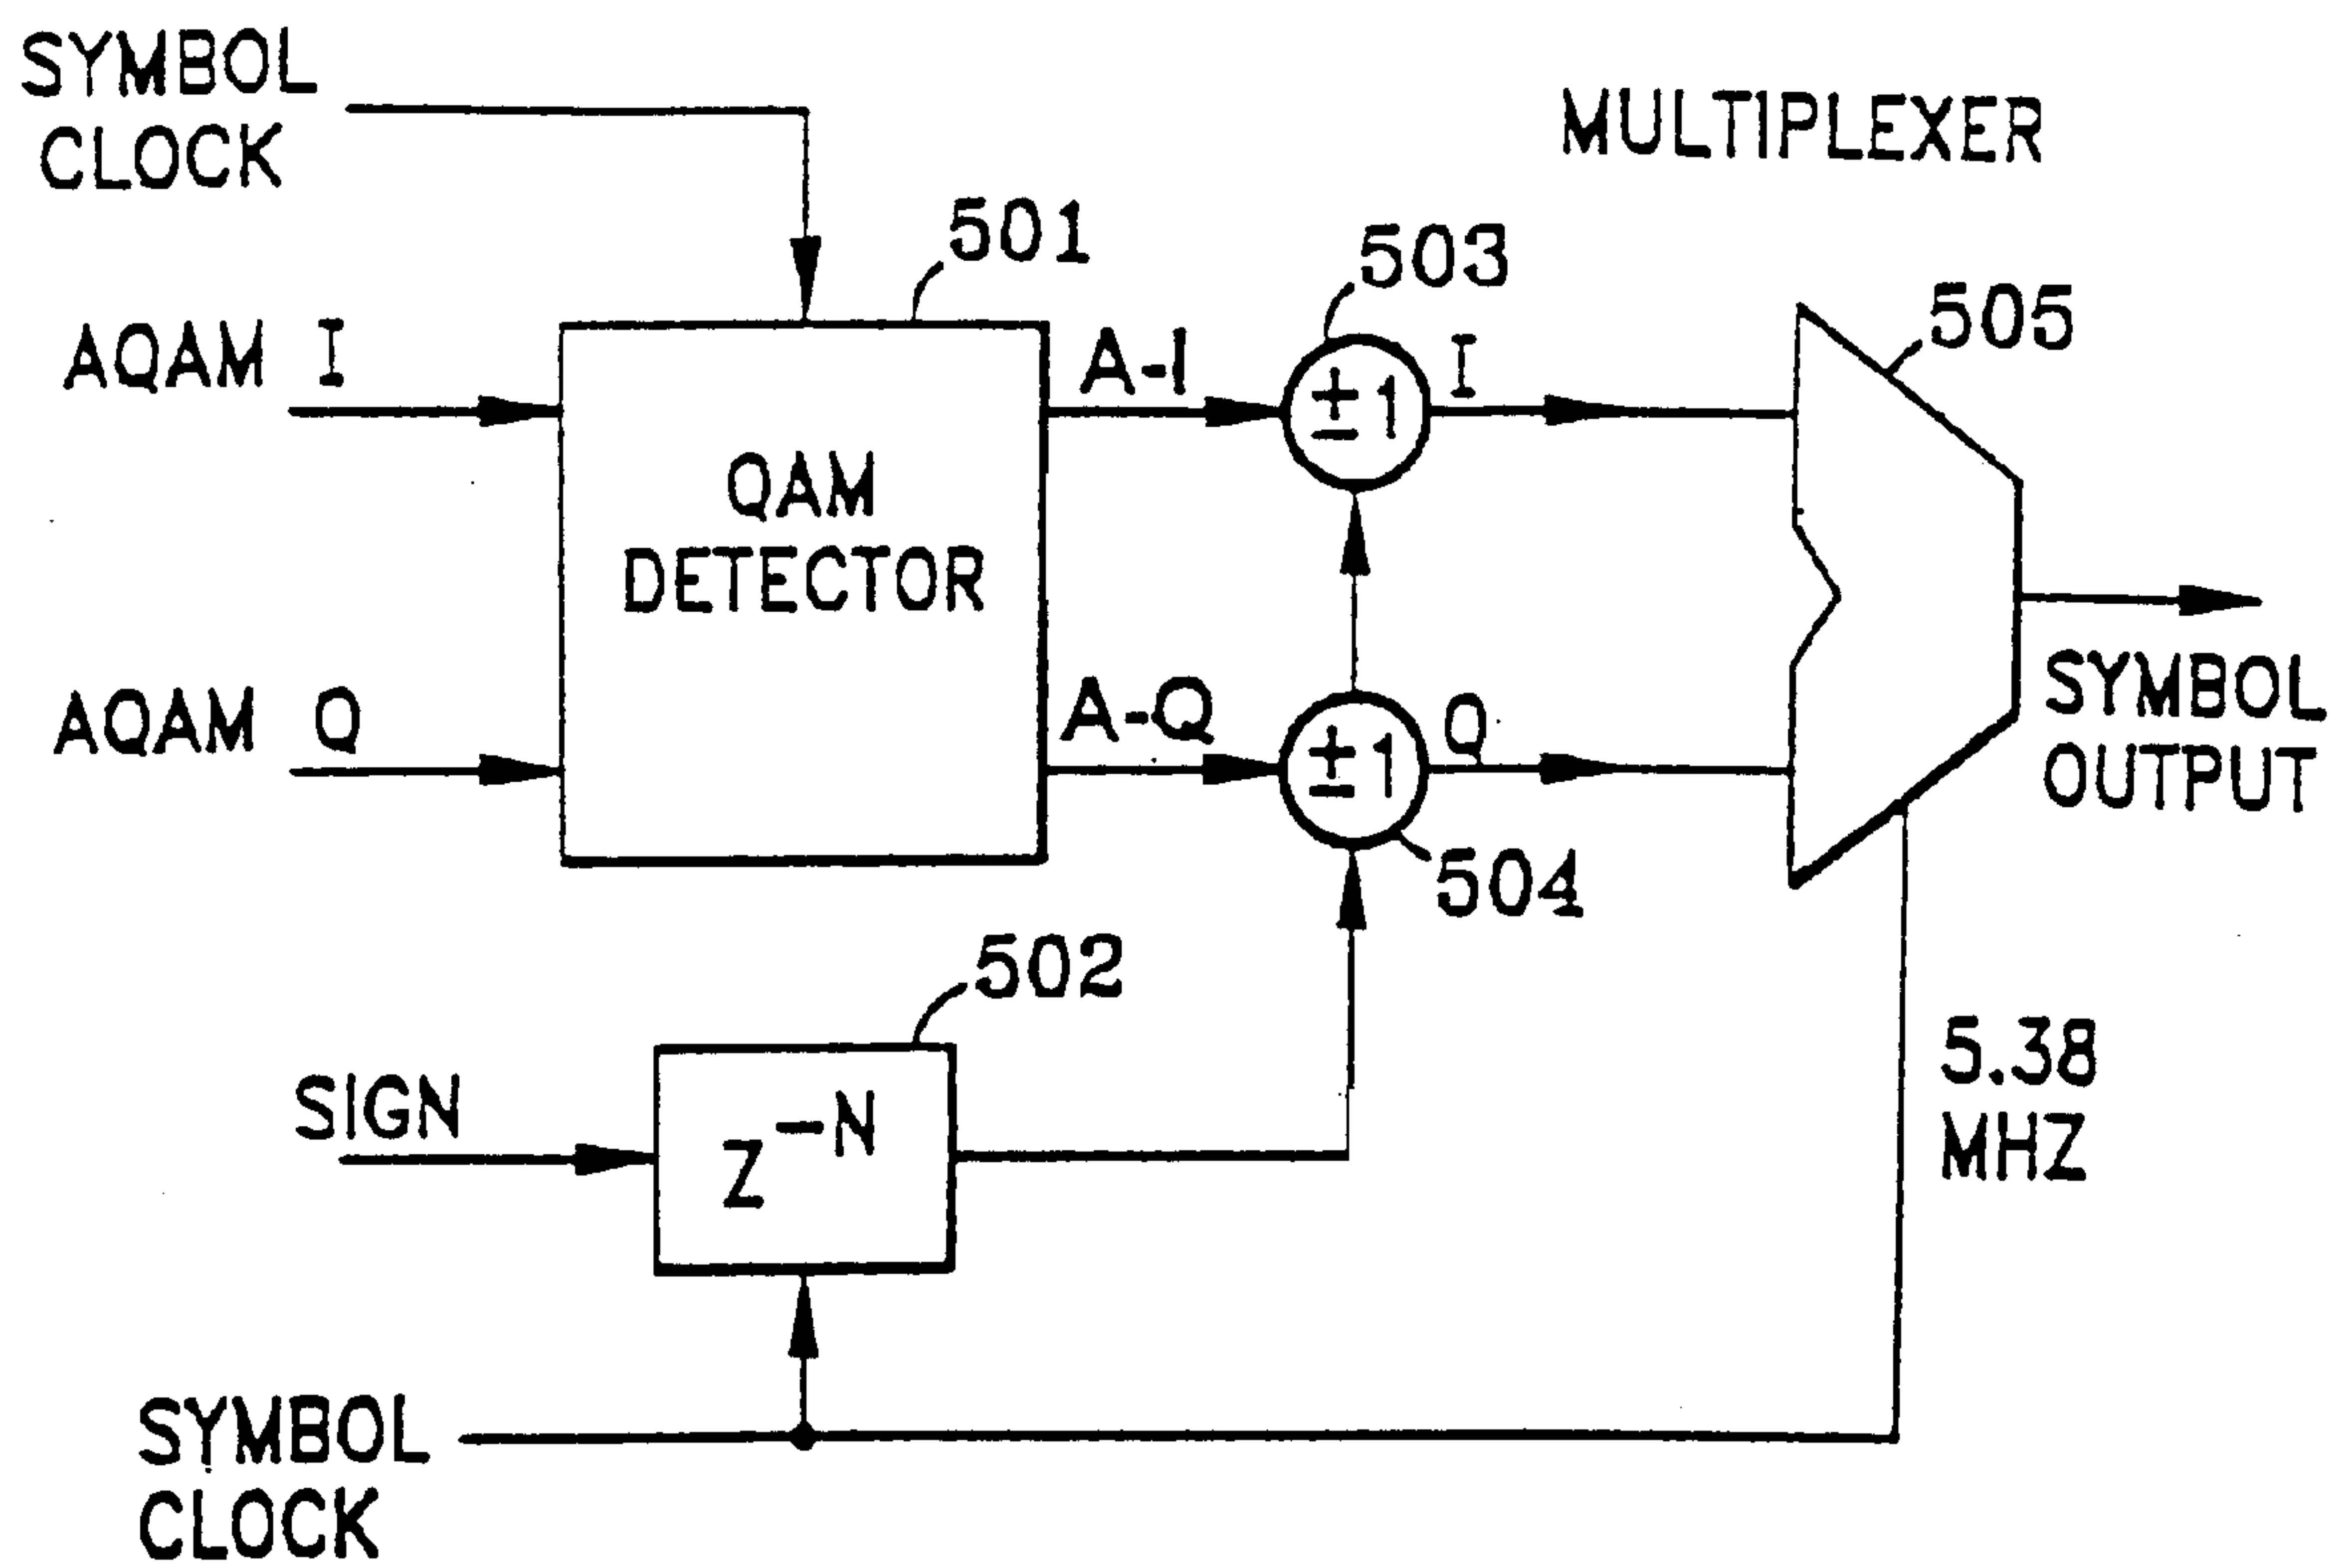 SYMBOL
CLOCK
MULTIPLEXER
501
503
505
AQAM I
A-I
±1
I
QAM
DETECTOR
AQAM Q
A-Q
±1
Q
504
SYMBOL
OUTPUT
502
SIGN
Z^-N
5.38
MHZ
SYMBOL
CLOCK